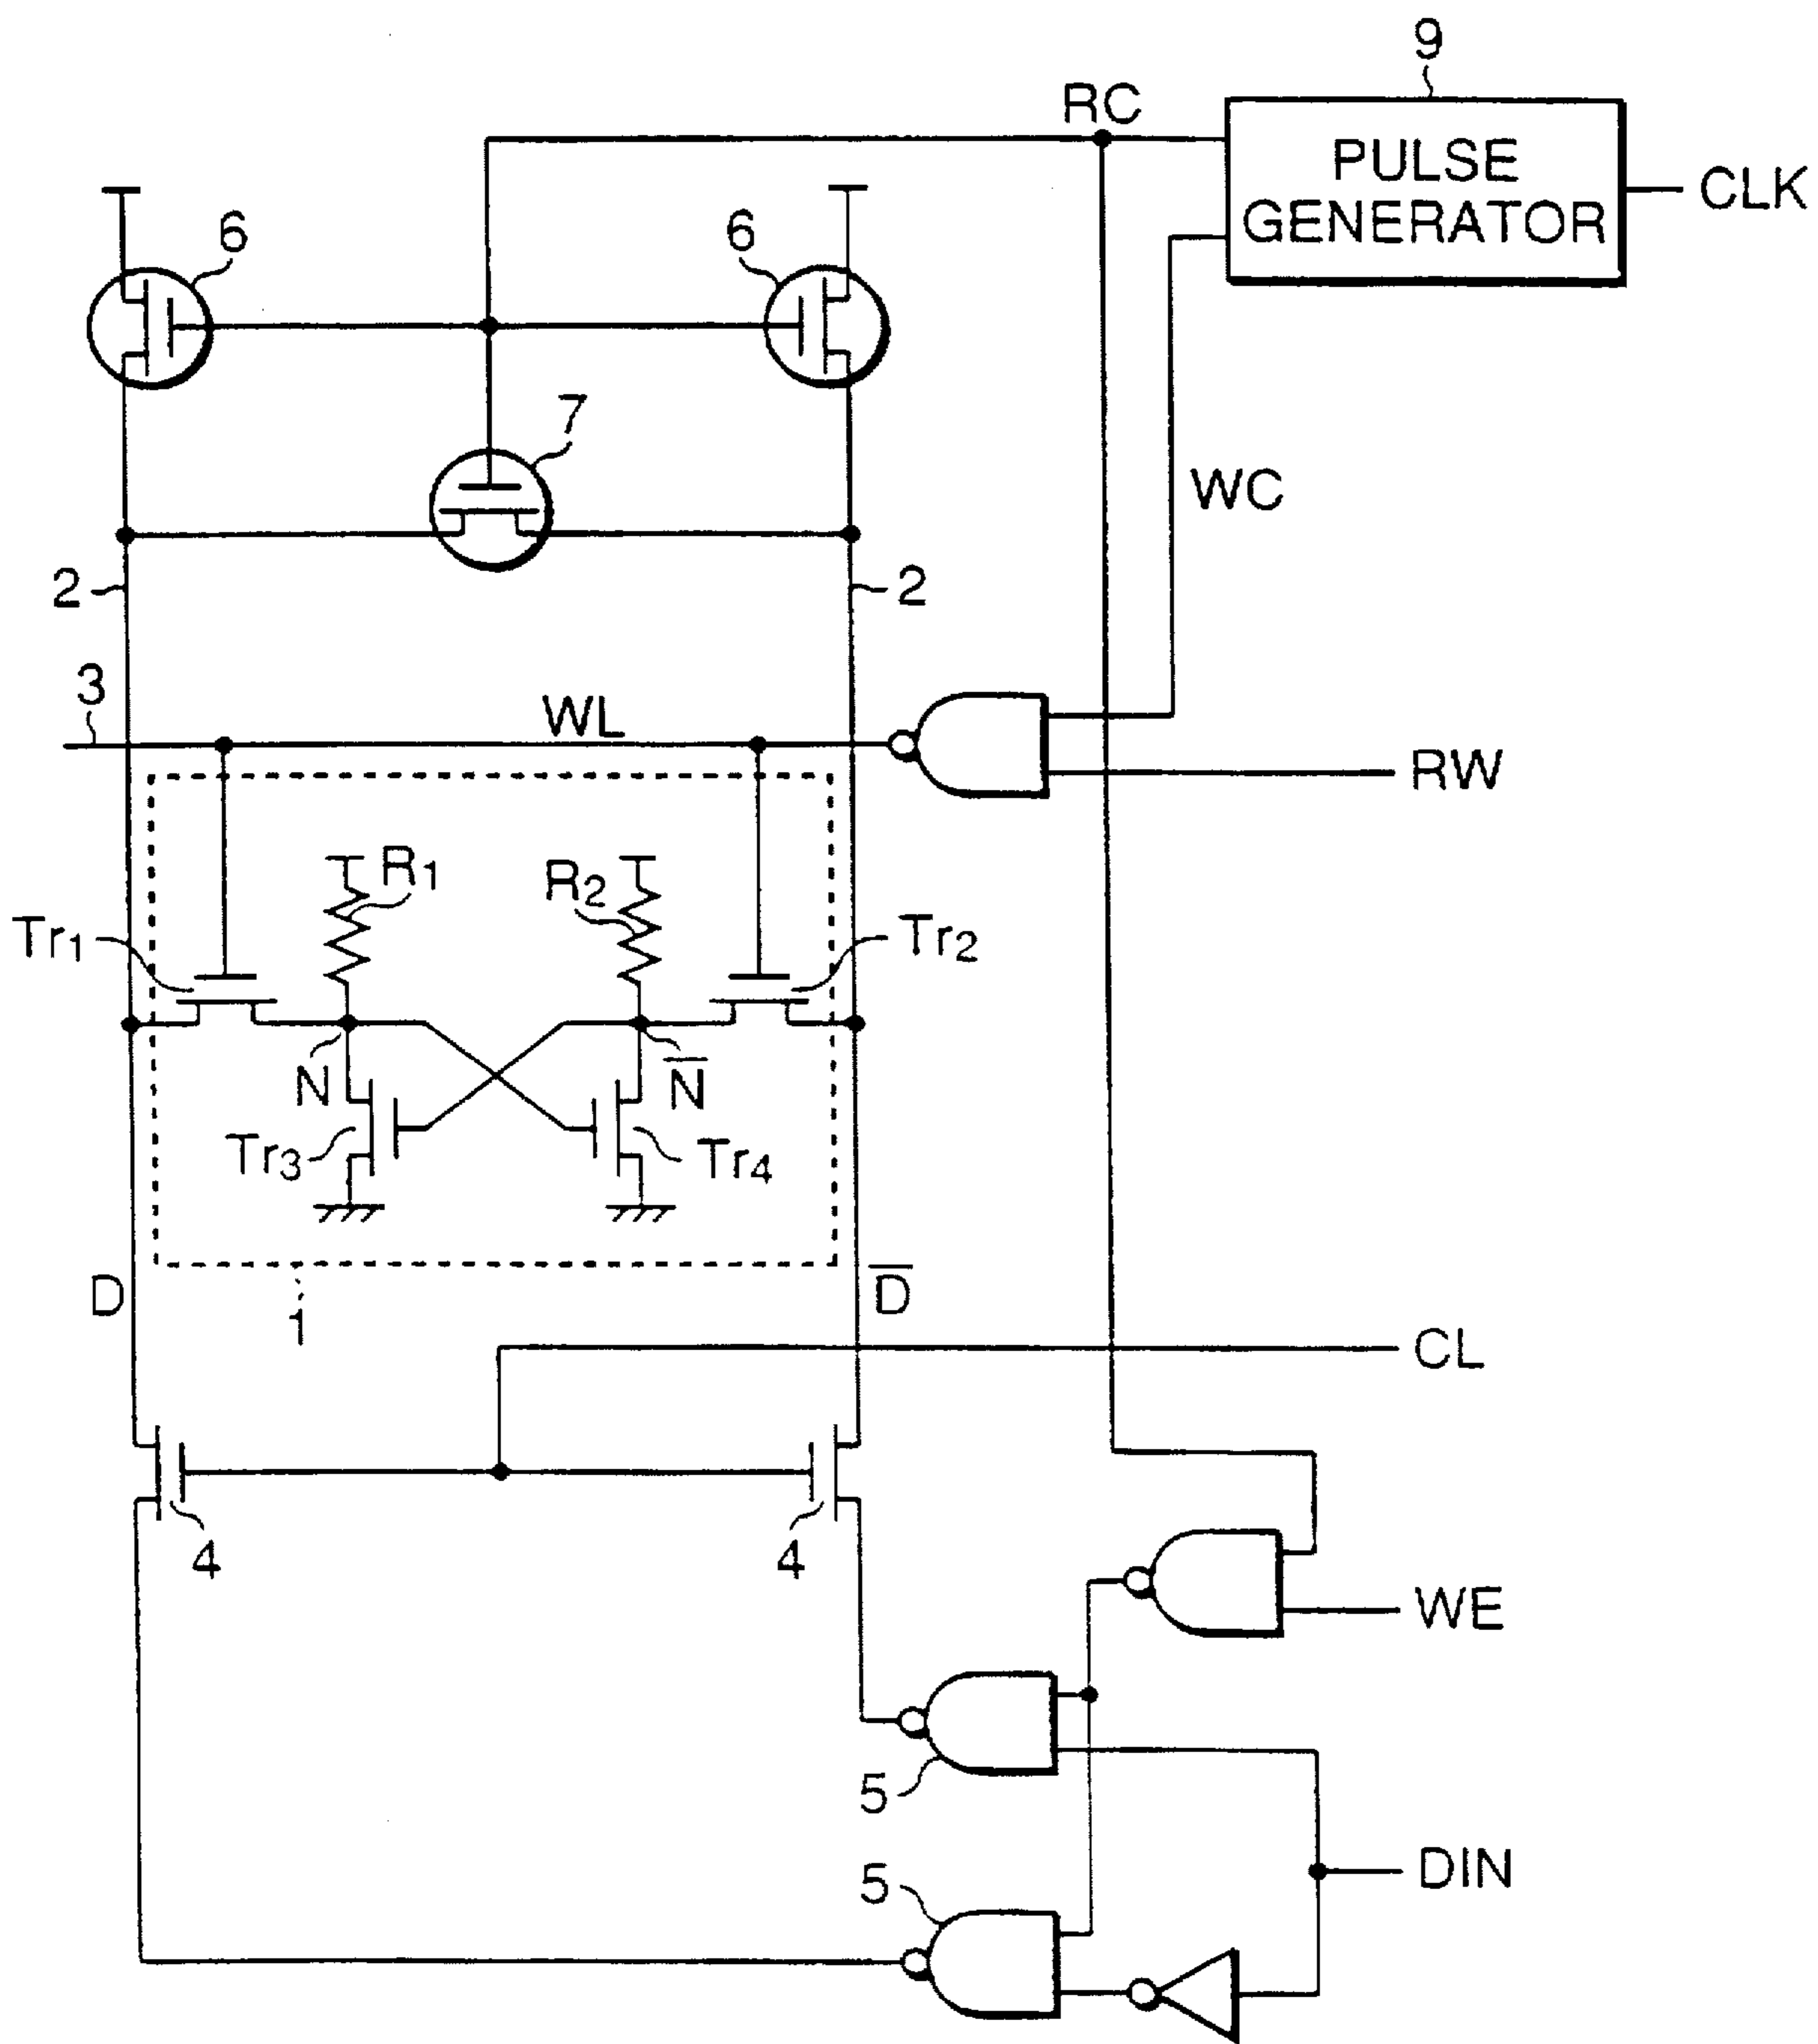 9
RC
PULSE
GENERATOR
CLK
6
6
7
WC
2
2
3
WL
RW
R1
R2
Tr1
Tr2
N
N̅
Tr3
Tr4
D
D̅
1
CL
4
4
WE
5
5
DIN